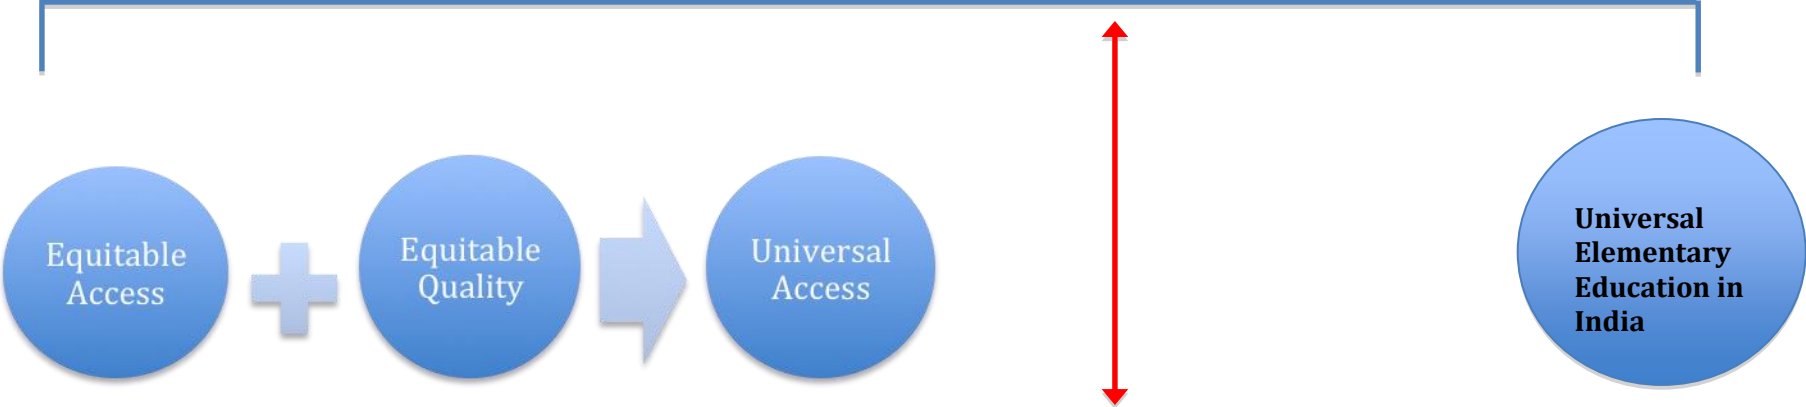 Equitable
Access
Equitable
Quality
Universal
Access
Universal
Elementary
Education in
India